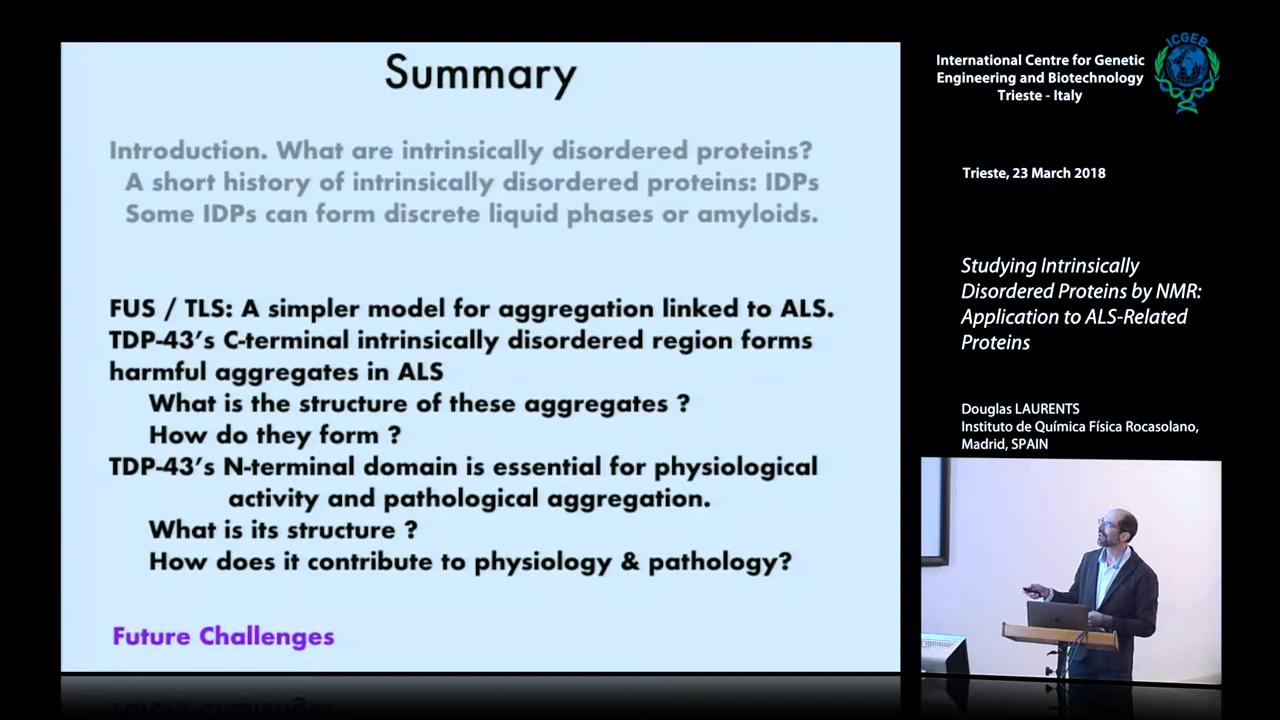 Summary
Introduction. What are intrinsically disordered proteins?
A short history of intrinsically disordered proteins: IDPs
Some IDPs can form discrete liquid phases or amyloids.
FUS / TLS: A simpler model for aggregation linked to ALS.
TDP-43’s C-terminal intrinsically disordered region forms
harmful aggregates in ALS
What is the structure of these aggregates ?
How do they form ?
TDP-43’s N-terminal domain is essential for physiological
activity and pathological aggregation.
What is its structure ?
How does it contribute to physiology & pathology?
Future Challenges
International Centre for Genetic
Engineering and Biotechnology
Trieste - Italy
ICGEB
Trieste, 23 March 2018
Studying Intrinsically
Disordered Proteins by NMR:
Application to ALS-Related
Proteins
Douglas LAURENTS
Instituto de Química Física Rocasolano,
Madrid, SPAIN